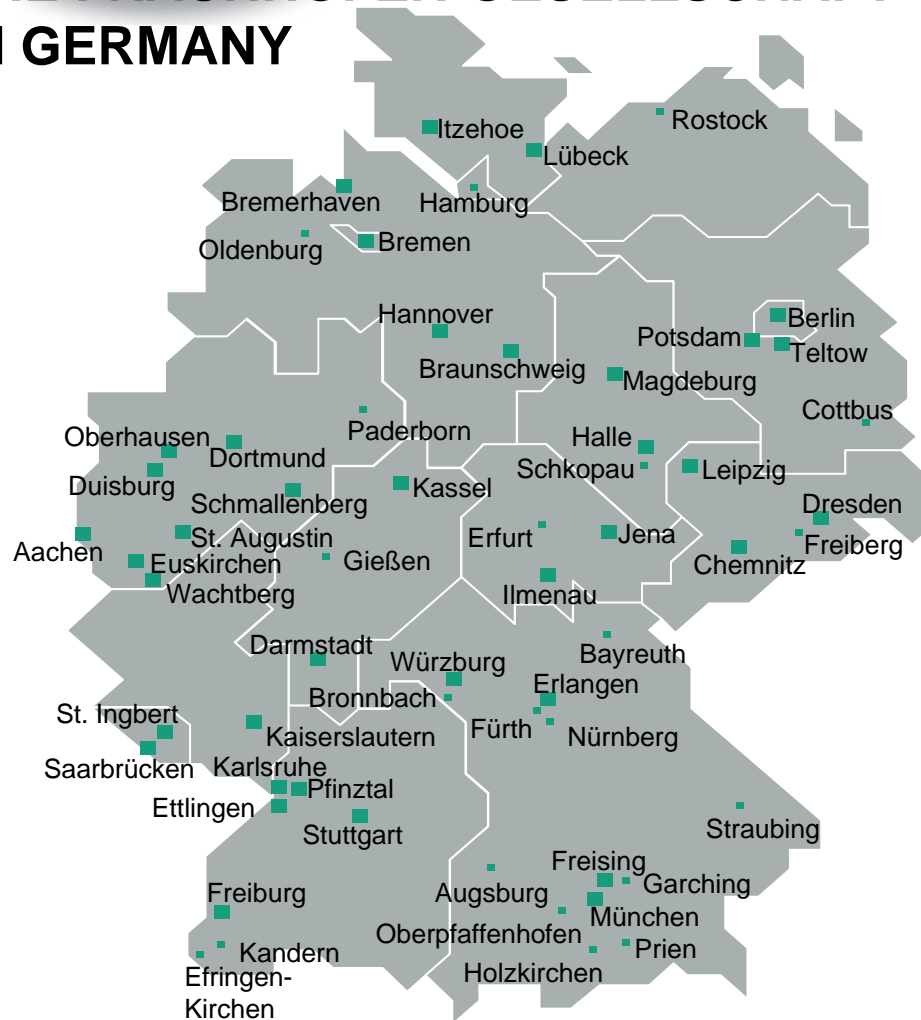 GERMANY
Itzehoe
Rostock
Lübeck
Bremerhaven
Hamburg
Oldenburg
Bremen
Hannover
Berlin
Potsdam
Teltow
Braunschweig
Magdeburg
Cottbus
Paderborn
Oberhausen
Dortmund
Halle
Schkopau
Leipzig
Duisburg
Schmallenberg
Kassel
Dresden
Aachen
St. Augustin
Erfurt
Jena
Freiberg
Euskirchen
Gießen
Chemnitz
Wachtberg
Ilmenau
Darmstadt
Würzburg
Bayreuth
Bronnbach
Erlangen
St. Ingbert
Kaiserslautern
Fürth
Nürnberg
Saarbrücken
Karlsruhe
Pfinztal
Ettlingen
Stuttgart
Straubing
Freising
Freiburg
Augsburg
Garching
München
Oberpfaffenhofen
Kandern
Prien
Holzkirchen
Efringen-
Kirchen